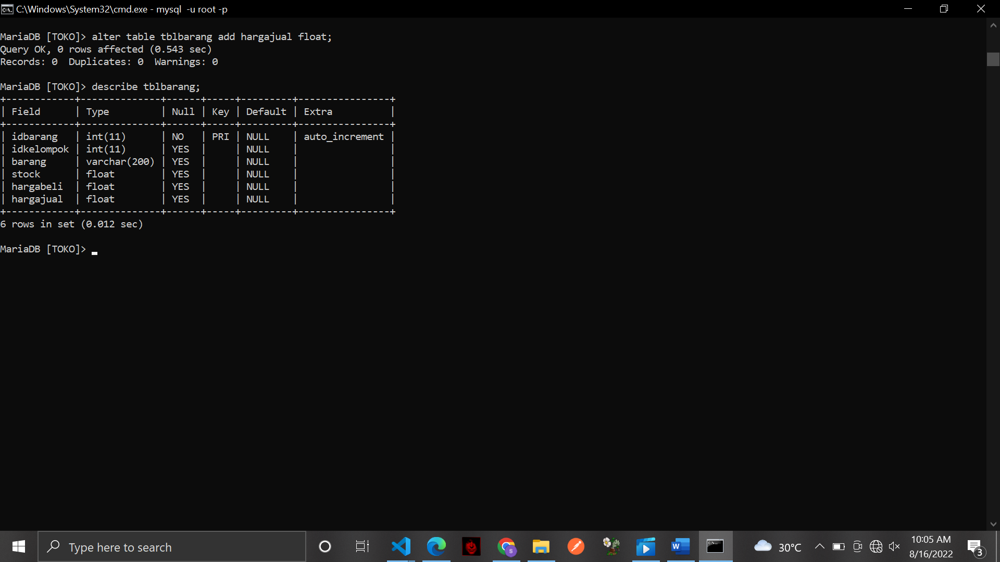 C:\Windows\System32\cmd.exe - mysql  -u root -p
MariaDB [TOKO]> alter table tblbarang add hargajual float;
Query OK, 0 rows affected (0.543 sec)
Records: 0  Duplicates: 0  Warnings: 0
MariaDB [TOKO]> describe tblbarang;
+------------+--------------+------+-----+---------+----------------+
| Field      | Type         | Null | Key | Default | Extra          |
+------------+--------------+------+-----+---------+----------------+
| idbarang   | int(11)      | NO   | PRI | NULL    | auto_increment |
| idkelompok | int(11)      | YES  |     | NULL    |                |
| barang     | varchar(200) | YES  |     | NULL    |                |
| stock      | float        | YES  |     | NULL    |                |
| hargabeli  | float        | YES  |     | NULL    |                |
| hargajual  | float        | YES  |     | NULL    |                |
+------------+--------------+------+-----+---------+----------------+
6 rows in set (0.012 sec)
MariaDB [TOKO]>
Type here to search
30°C
10:05 AM
8/16/2022
3